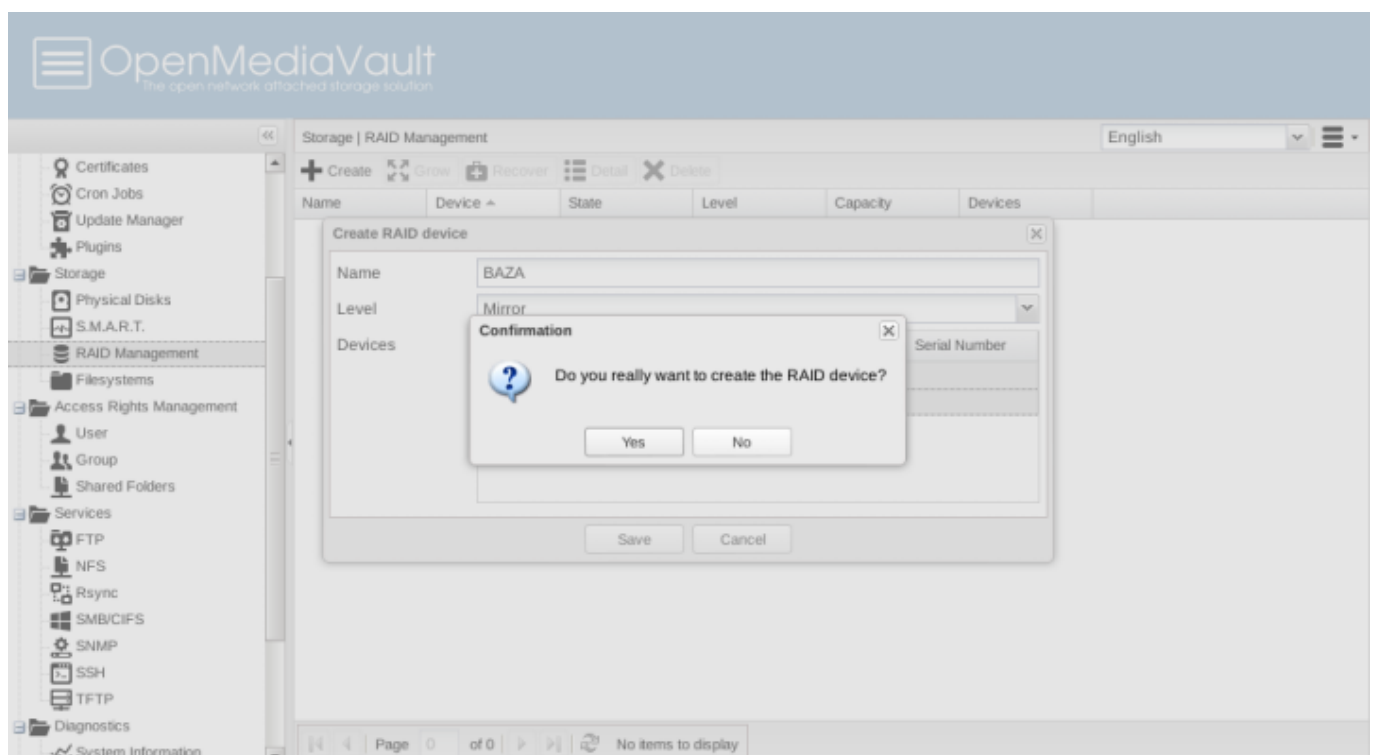 OpenMediaVault
The open network attached storage solution
Storage | RAID Management
English
Certificates
Cron Jobs
Update Manager
Plugins
Storage
Physical Disks
S.M.A.R.T.
RAID Management
Filesystems
Access Rights Management
User
Group
Shared Folders
Services
FTP
NFS
Rsync
SMB/CIFS
SNMP
SSH
TFTP
Diagnostics
System Information
Create Grow Recover Detail Delete
Name Device State Level Capacity Devices
Create RAID device
Name BAZA
Level Mirror
Devices Serial Number
Confirmation
Do you really want to create the RAID device?
Yes No
Save Cancel
Page 0 of 0 No items to display